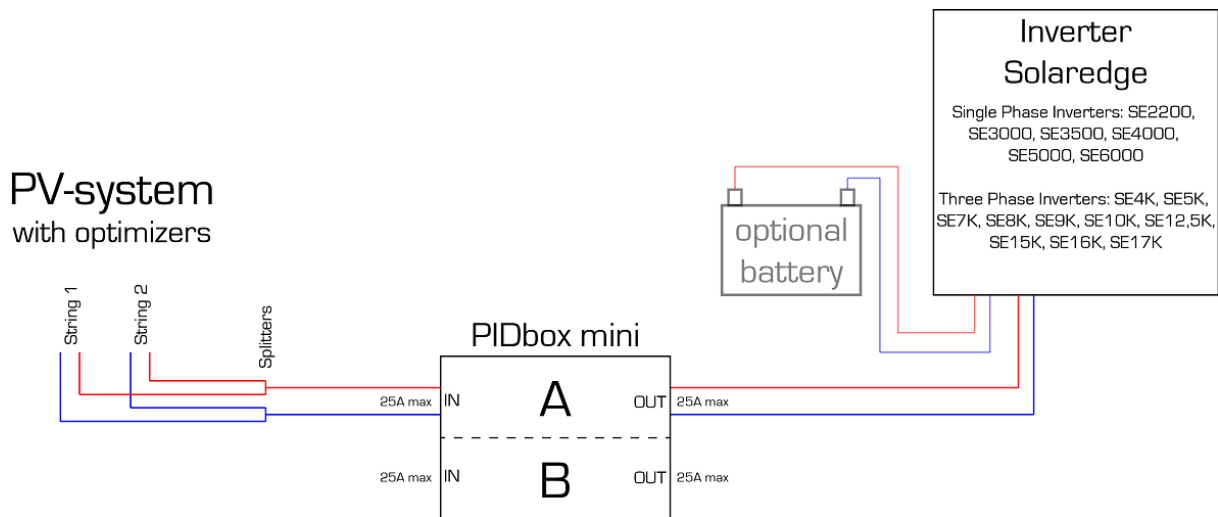 Inverter
Solaredge
Single Phase Inverters: SE2200,
SE3000, SE3500, SE4000,
SE5000, SE6000
Three Phase Inverters: SE4K, SE5K,
SE7K, SE8K, SE9K, SE10K, SE12,5K,
SE15K, SE16K, SE17K
PV-system
with optimizers
optional
battery
String 1
String 2
Splitters
PIDbox mini
25A max
IN
A
OUT
25A max
25A max
IN
B
OUT
25A max